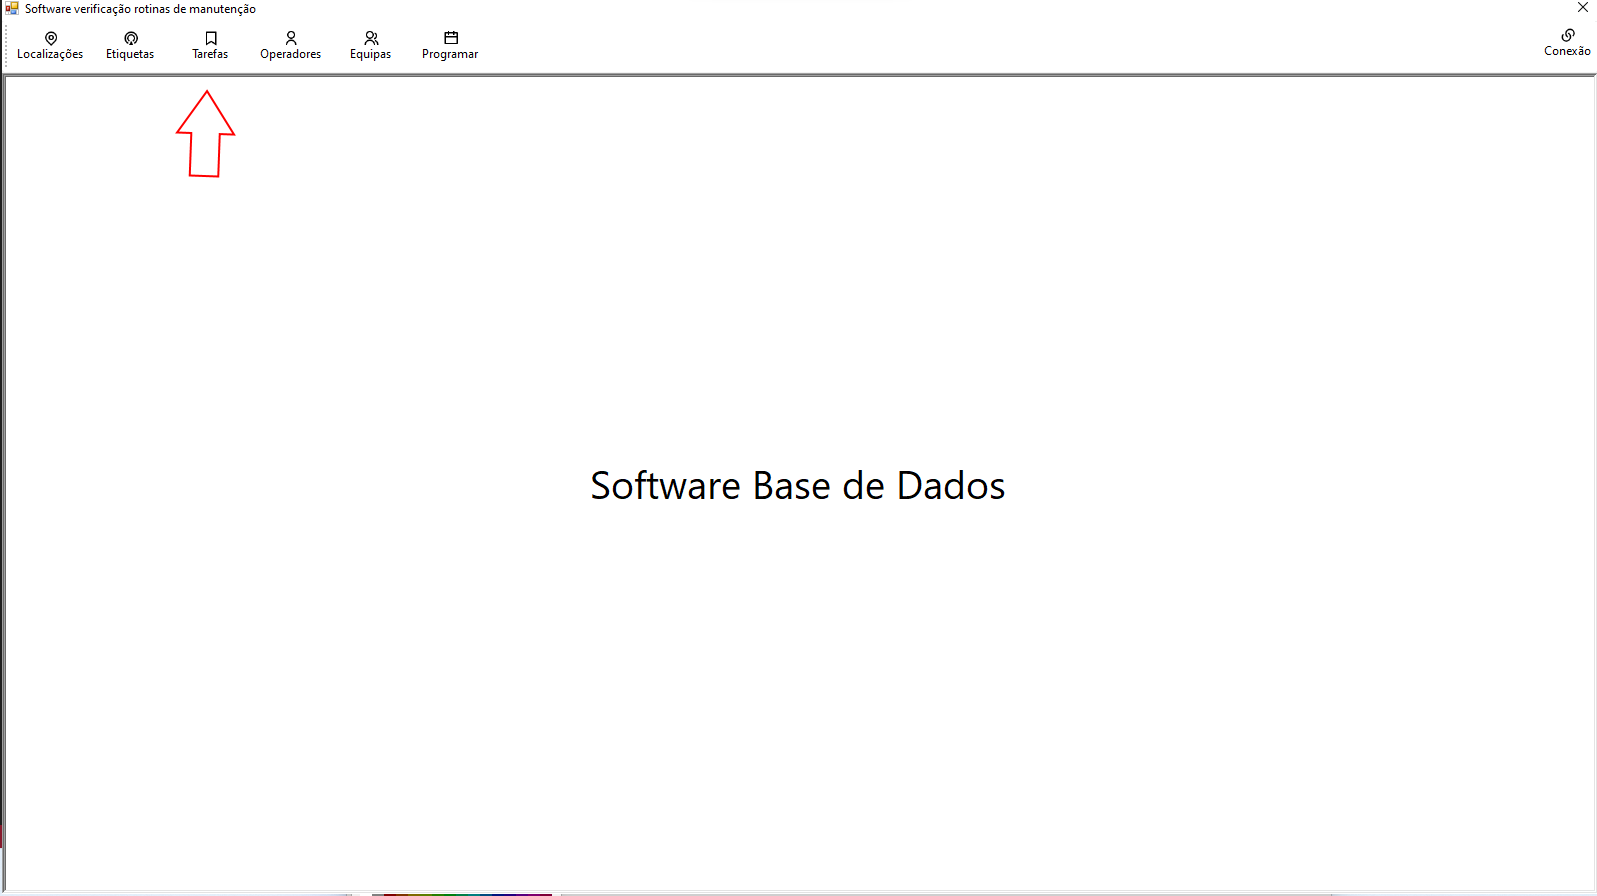 Software verificação rotinas de manutenção
Localizações Etiquetas Tarefas Operadores Equipas Programar Conexão
Software Base de Dados